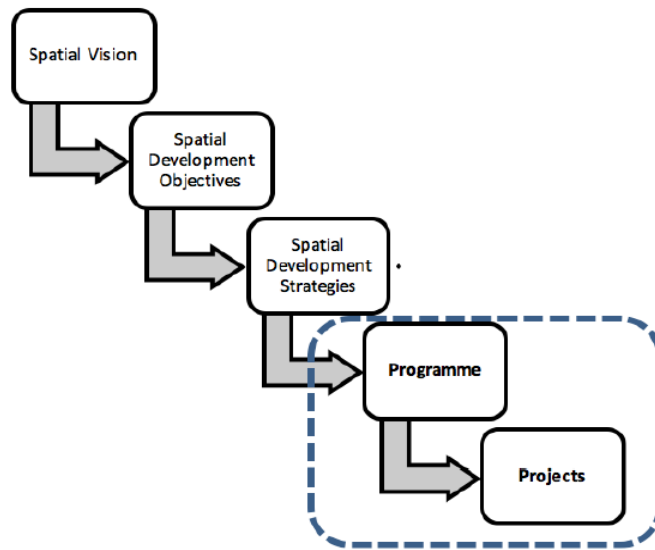 Spatial Vision
Spatial
Development
Objectives
Spatial
Development
Strategies
Programme
Projects